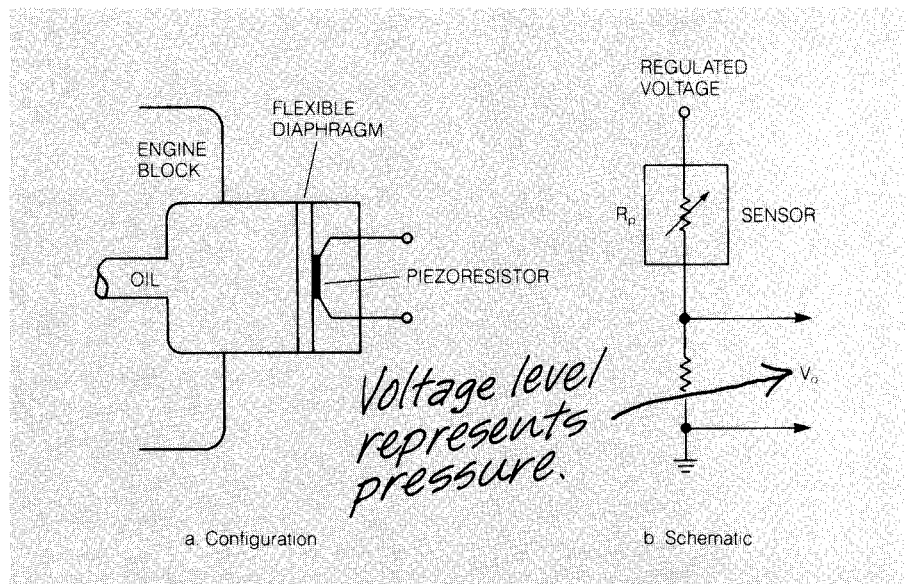 REGULATED
VOLTAGE
FLEXIBLE
DIAPHRAGM
ENGINE
BLOCK
Rp
SENSOR
OIL
PIEZORESISTOR
Voltage level
represents
pressure.
Vo
a. Configuration
b Schematic